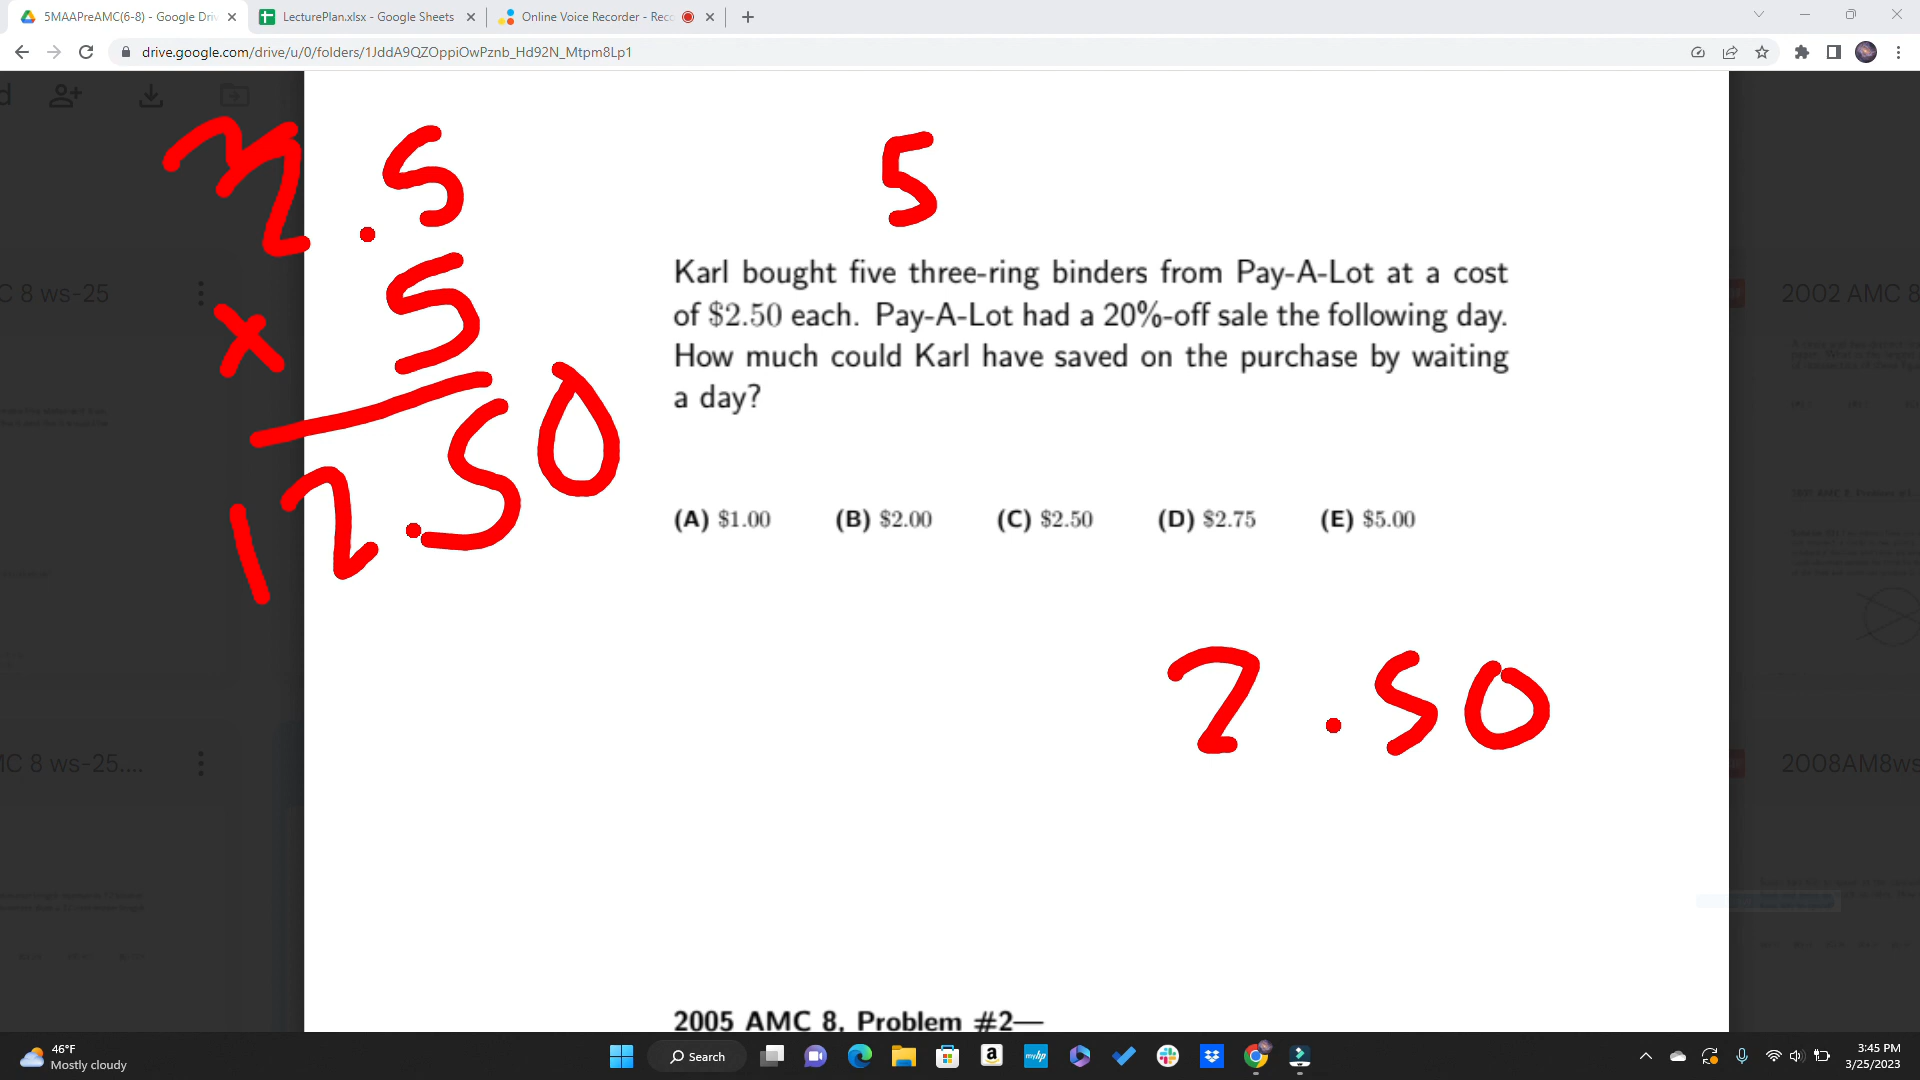 5MAAPreAMC(6-8) - Google Dri
LecturePlan.xlsx - Google Sheets
Online Voice Recorder - Rec
drive.google.com/drive/u/0/folders/1JddA9QZOppiOwPznb_Hd92N_Mtpm8Lp1
32.5
x 5
12.50
5
Karl bought five three-ring binders from Pay-A-Lot at a cost
of $2.50 each. Pay-A-Lot had a 20%-off sale the following day.
How much could Karl have saved on the purchase by waiting
a day?
(A) $1.00 (B) $2.00 (C) $2.50 (D) $2.75 (E) $5.00
2.50
C 8 ws-25
2002 AMC 8
MC 8 ws-25....
2008AM8ws
2005 AMC 8, Problem #2—
46°F
Mostly cloudy
Search
myhp
3:45 PM
3/25/2023